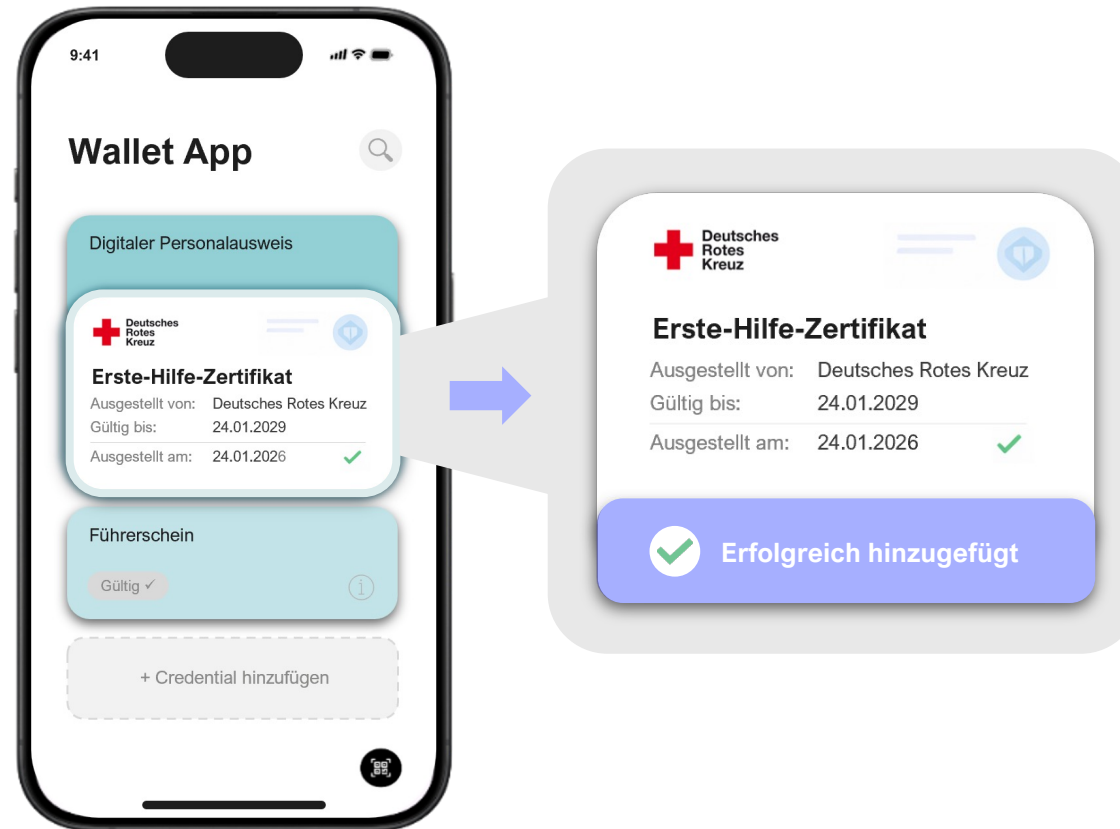 9:41
Wallet App
Digitaler Personalausweis
Deutsches
Rotes
Kreuz
Erste-Hilfe-Zertifikat
Ausgestellt von: Deutsches Rotes Kreuz
Gültig bis: 24.01.2029
Ausgestellt am: 24.01.2026
Führerschein
Gültig ✓
+ Credential hinzufügen
Deutsches
Rotes
Kreuz
Erste-Hilfe-Zertifikat
Ausgestellt von: Deutsches Rotes Kreuz
Gültig bis: 24.01.2029
Ausgestellt am: 24.01.2026
Erfolgreich hinzugefügt